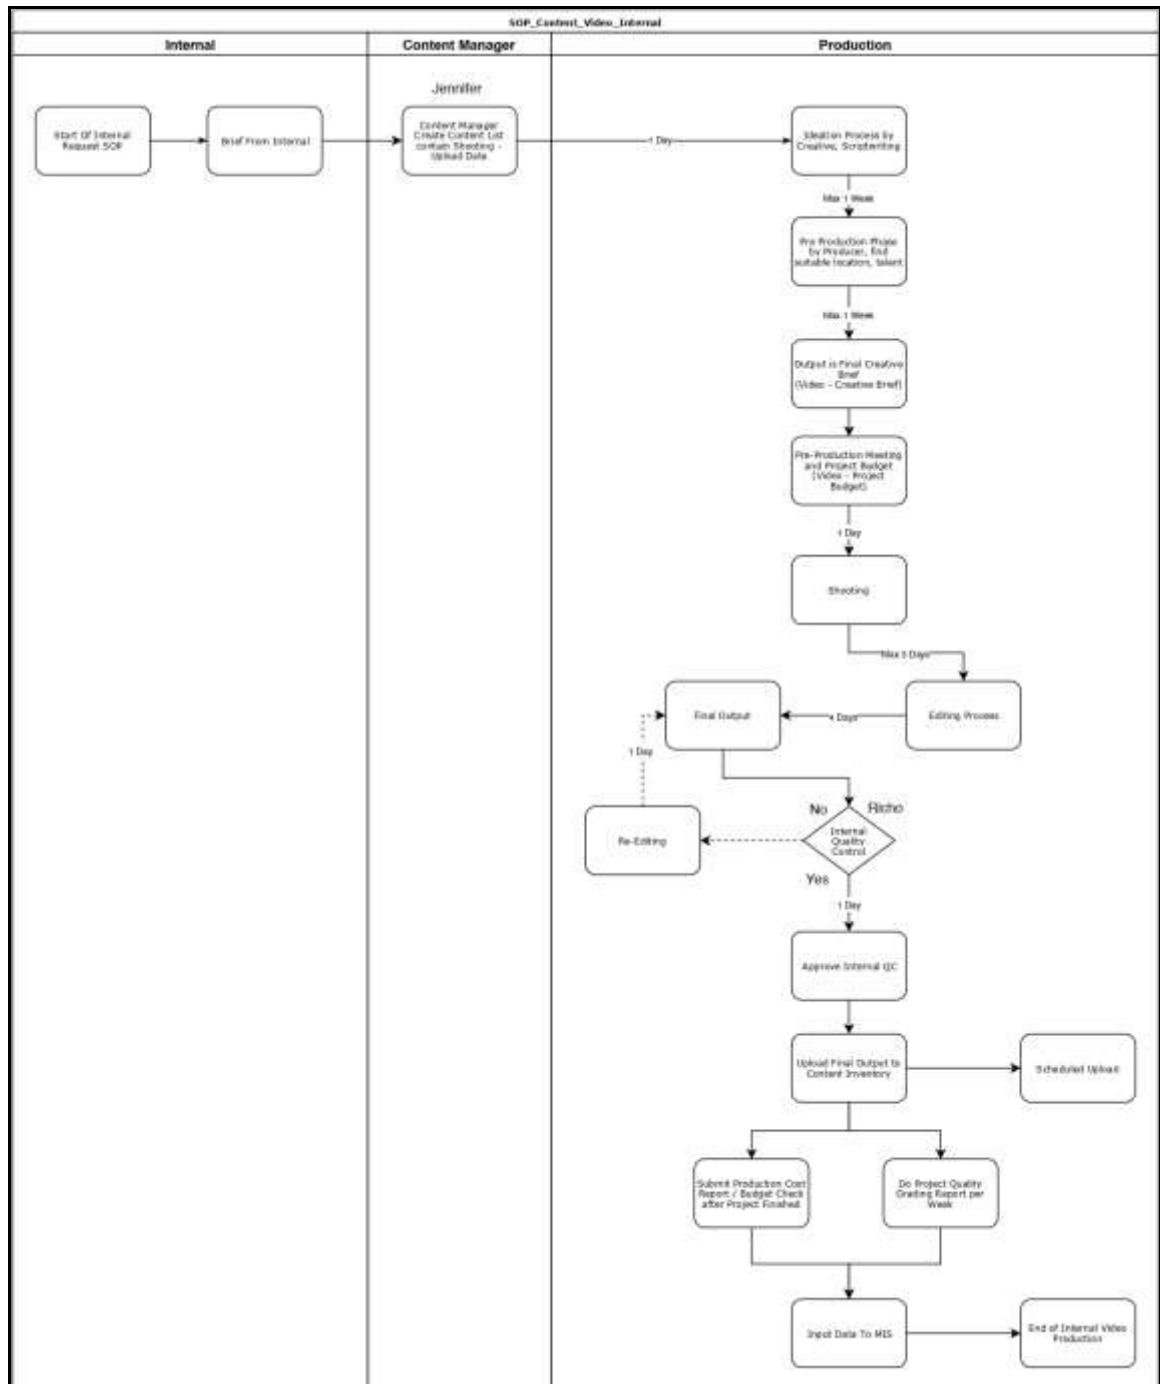 SOP_Content_Video_Internal
Internal
Content Manager
Production
Jennifer
Start Of Internal
Request SOP
Brief From Internal
Content Manager
Create Content List
contain Shooting -
Upload Date
1 Day
Ideation Process by
Creative, Scriptwriting
Max 1 Week
Pre Production Phase
by Producer, find
suitable location, talent
Max 1 Week
Output is Final Creative
Brief
(Video - Creative Brief)
Pre-Production Meeting
and Project Budget
(Video - Project
Budget)
1 Day
Shooting
Max Days
Final Output
4 Days
Editing Process
1 Day
No
Richo
Re-Editing
Internal
Quality
Control
Yes
1 Day
Approve Internal QC
Upload Final Output to
Content Inventory
Scheduled Upload
Submit Production Cost
Report / Budget Check
after Project Finished
Do Project Quality
Grading Report per
Week
Input Data To MIS
End of Internal Video
Production